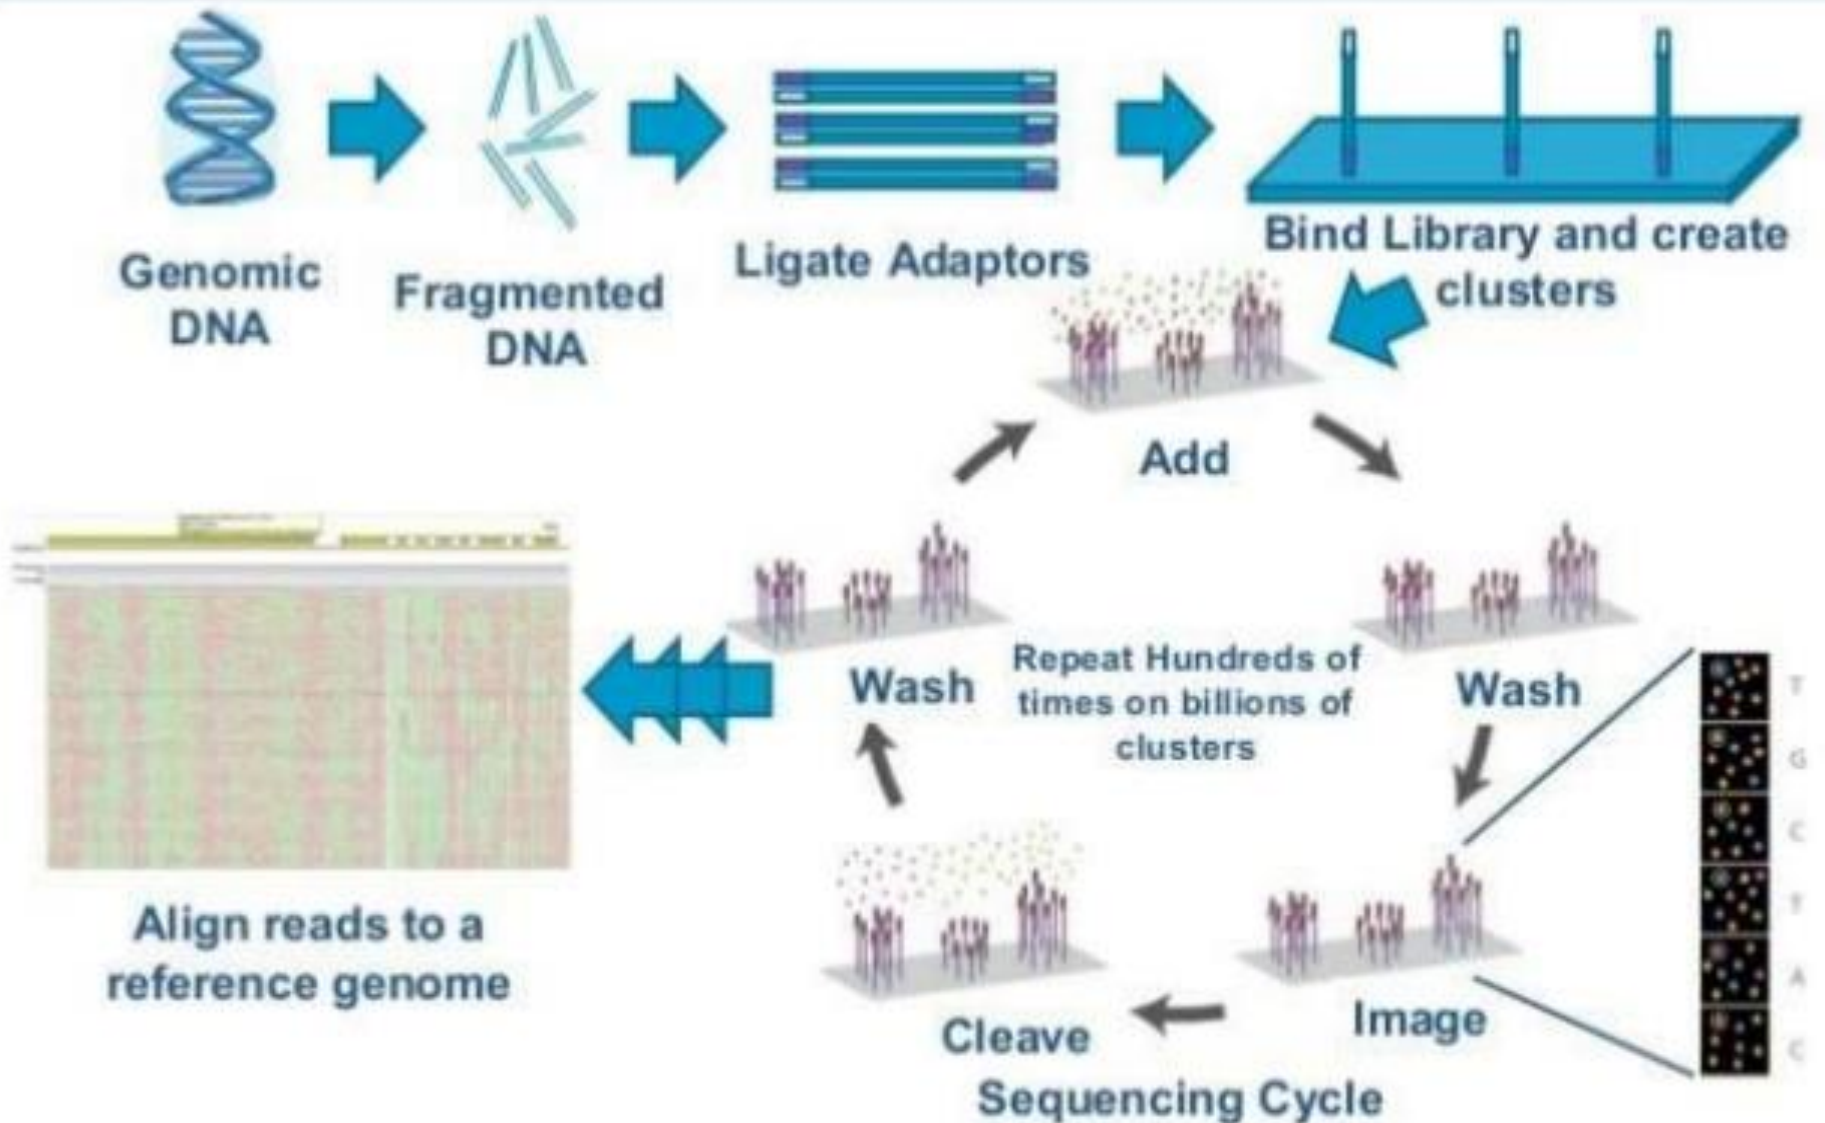 Genomic
DNA
Fragmented
DNA
Ligate Adaptors
Bind Library and create
clusters
Add
Wash
Repeat Hundreds of
times on billions of
clusters
Wash
T
G
C
T
A
C
Image
Cleave
Sequencing Cycle
Align reads to a
reference genome